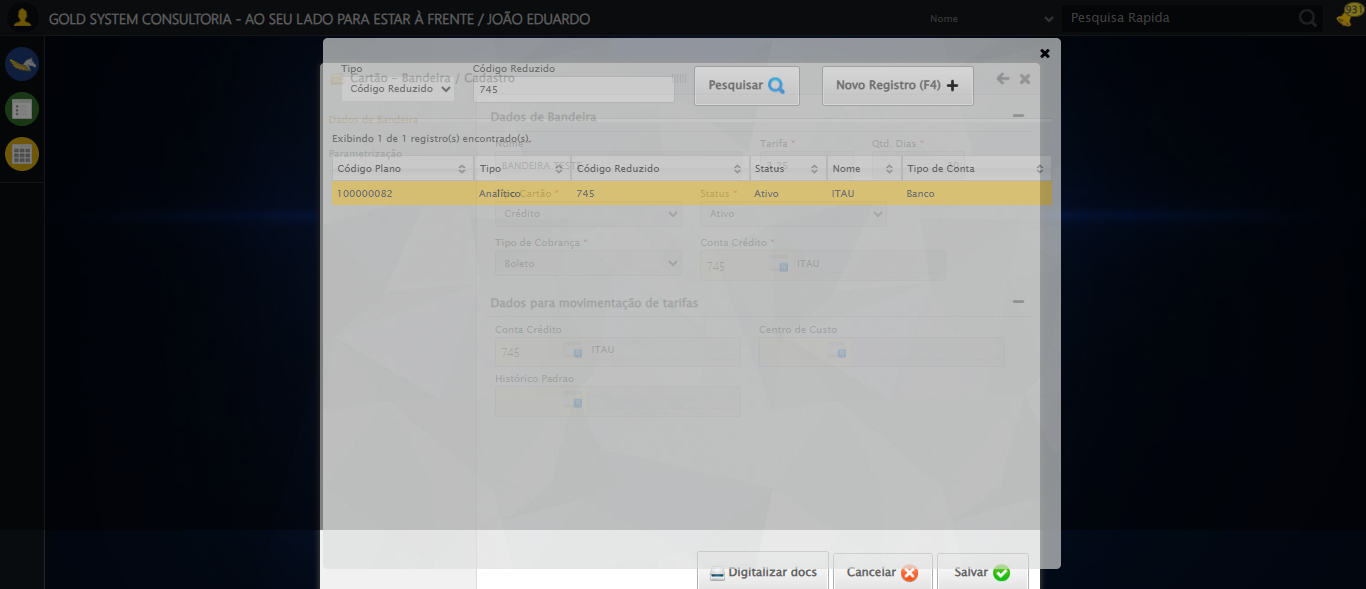 GOLD SYSTEM CONSULTORIA - AO SEU LADO PARA ESTAR À FRENTE / JOÃO EDUARDO
Nome
Pesquisa Rapida
931
Tipo
Código Reduzido
Cartão - Bandeira / Cadastro
Código Reduzido
745
Pesquisar
Novo Registro (F4)
Dados de Bandeira
Dados de Bandeira
Exibindo 1 de 1 registro(s) encontrado(s).
Nome *
Tarifa *
Qtd. Dias *
Parametrização
BANDEIRA TESTE
Código Plano
Tipo
Código Reduzido
Status
Nome
Tipo de Conta
100000082
Analítico
745
Ativo
ITAU
Banco
Cartão *
Status *
Crédito
Ativo
Tipo de Cobrança *
Conta Crédito *
Boleto
745
ITAU
Dados para movimentação de tarifas
Conta Crédito
Centro de Custo
745
ITAU
Histórico Padrao
Digitalizar docs
Cancelar
Salvar